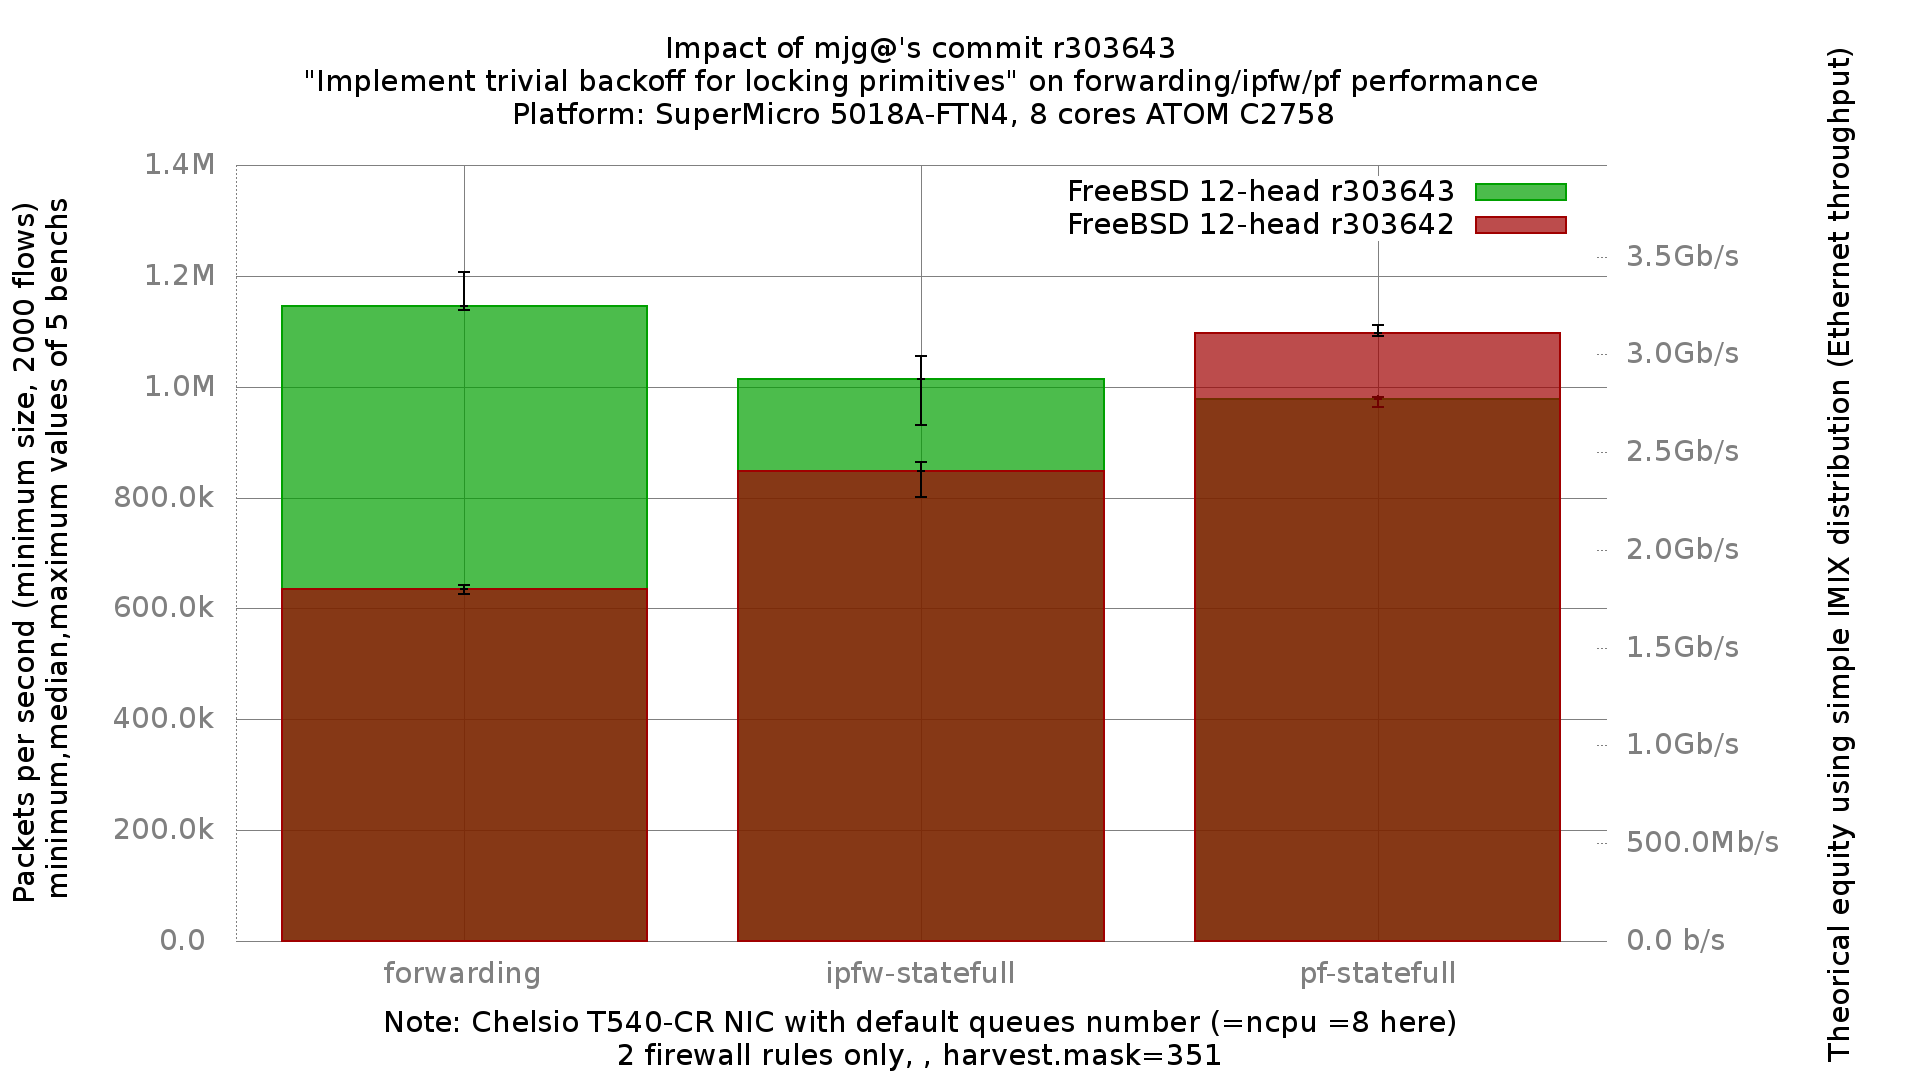 Impact of mjg@'s commit r303643
"Implement trivial backoff for locking primitives" on forwarding/ipfw/pf performance
Platform: SuperMicro 5018A-FTN4, 8 cores ATOM C2758
Packets per second (minimum size, 2000 flows)
minimum,median,maximum values of 5 benchs
1.4M
1.2M
1.0M
800.0k
600.0k
400.0k
200.0k
0.0
FreeBSD 12-head r303643
FreeBSD 12-head r303642
3.5Gb/s
3.0Gb/s
2.5Gb/s
2.0Gb/s
1.5Gb/s
1.0Gb/s
500.0Mb/s
0.0 b/s
Theorical equity using simple IMIX distribution (Ethernet throughput)
forwarding
ipfw-statefull
pf-statefull
Note: Chelsio T540-CR NIC with default queues number (=ncpu =8 here)
2 firewall rules only, , harvest.mask=351